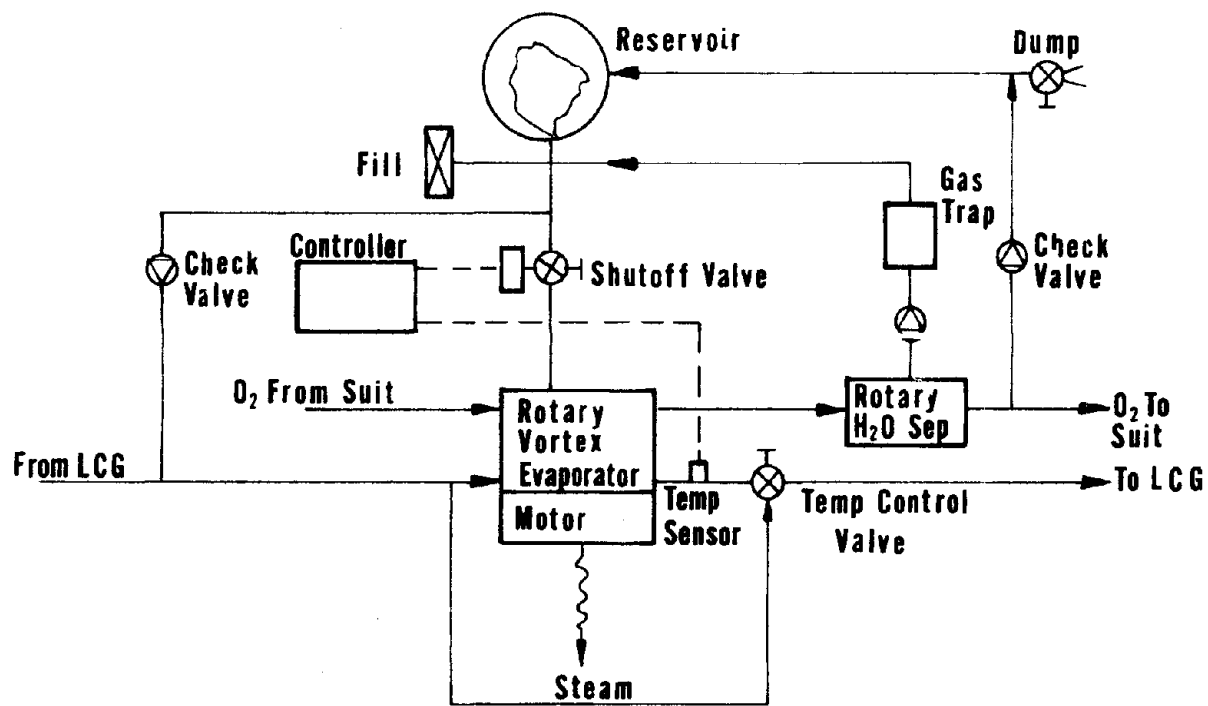 Reservoir
Dump
Fill
Gas
Trap
Controller
Check
Valve
Shutoff Valve
Check
Valve
O₂ From Suit
Rotary
Vortex
Evaporator
Motor
Rotary
H₂O Sep
O₂ To
Suit
From LCG
Temp
Sensor
Temp Control
Valve
To LCG
Steam